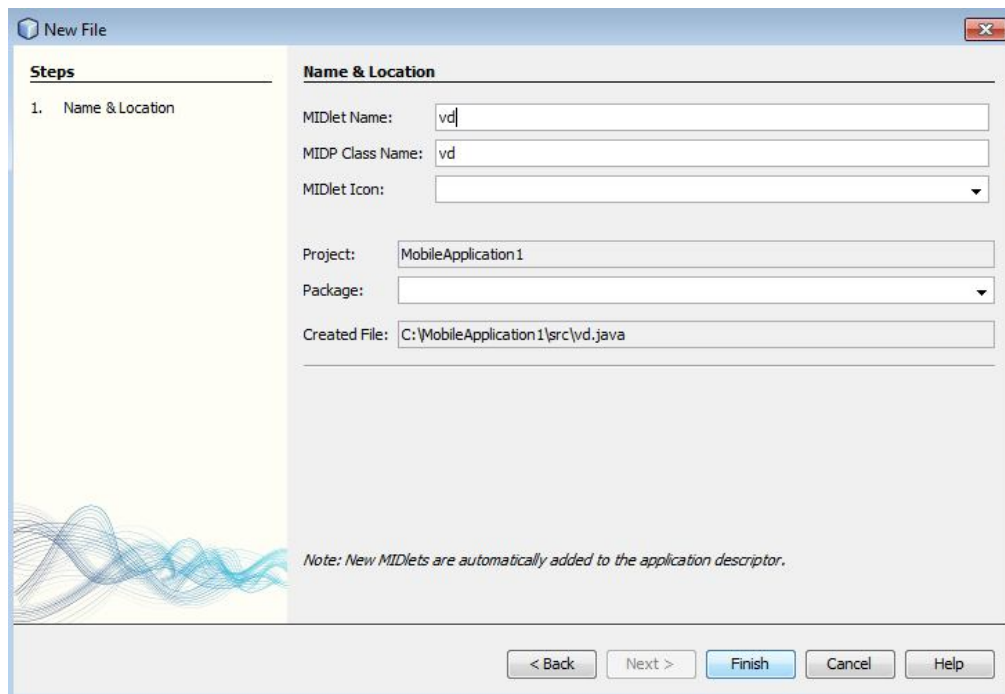 New File
Steps
1. Name & Location
Name & Location
MIDlet Name: vd
MIDP Class Name: vd
MIDlet Icon:
Project: MobileApplication1
Package:
Created File: C:\MobileApplication1\src\vd.java
Note: New MIDlets are automatically added to the application descriptor.
< Back Next > Finish Cancel Help